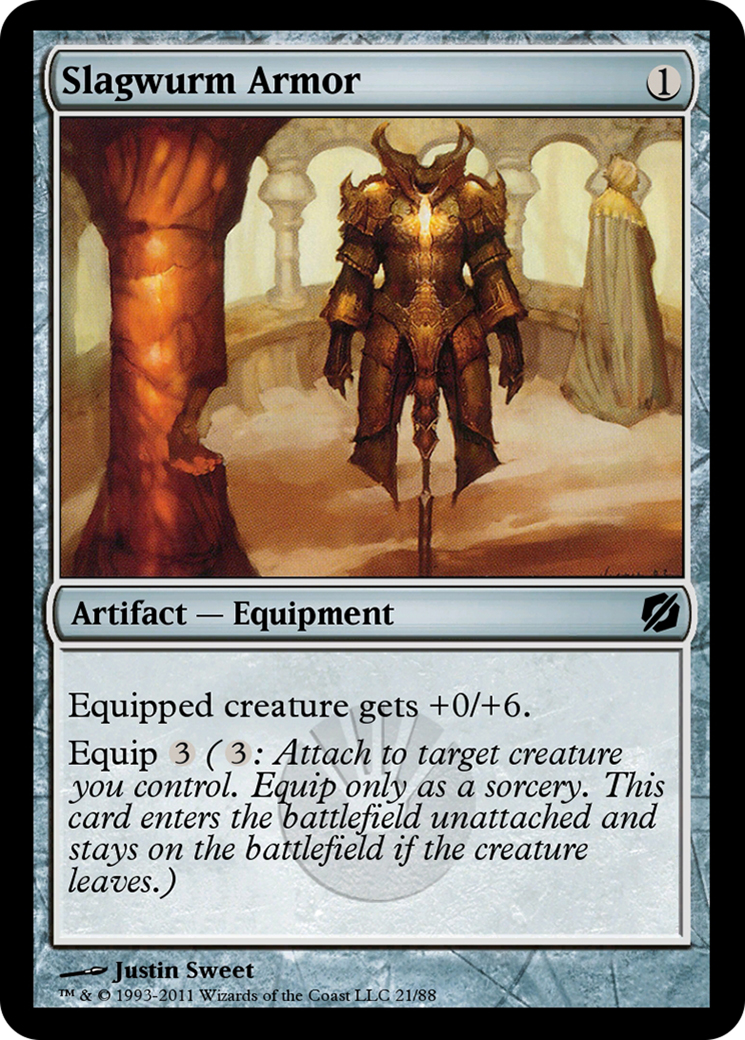 Slagwurm Armor 1
Artifact — Equipment
Equipped creature gets +0/+6.
Equip 3 (3: Attach to target creature
you control. Equip only as a sorcery. This
card enters the battlefield unattached and
stays on the battlefield if the creature
leaves.)
Justin Sweet
™ & © 1993-2011 Wizards of the Coast LLC 21/88